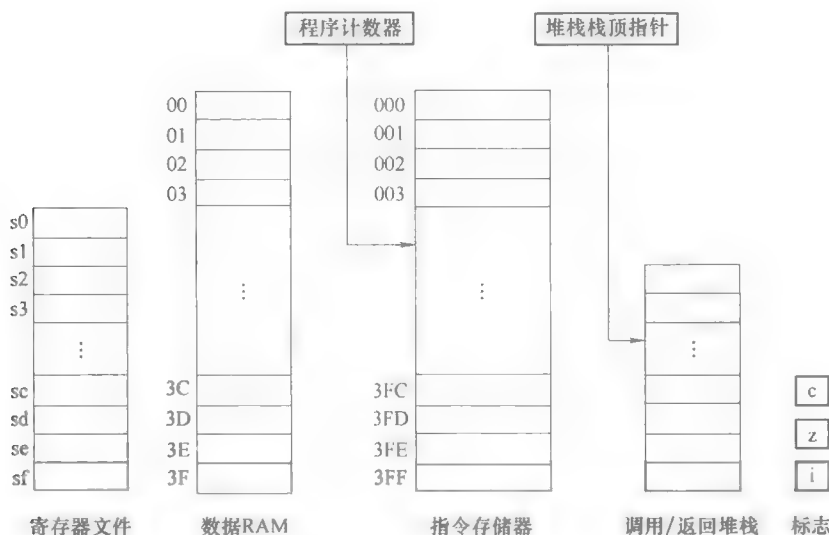 程序计数器
堆栈栈顶指针
00
01
02
03
⋮
3C
3D
3E
3F
000
001
002
003
⋮
3FC
3FD
3FE
3FF
s0
s1
s2
s3
⋮
sc
sd
se
sf
⋮
c
z
i
寄存器文件
数据RAM
指令存储器
调用/返回堆栈
标志